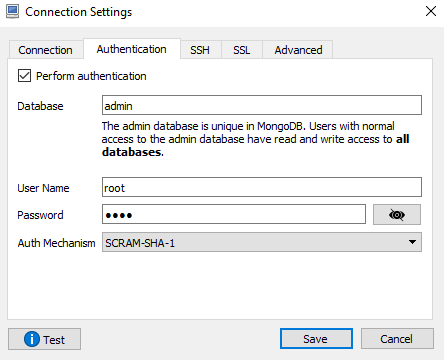 Connection Settings
Connection Authentication SSH SSL Advanced
Perform authentication
Database admin
The admin database is unique in MongoDB. Users with normal
access to the admin database have read and write access to all
databases.
User Name root
Password ●●●●
Auth Mechanism SCRAM-SHA-1
Test Save Cancel